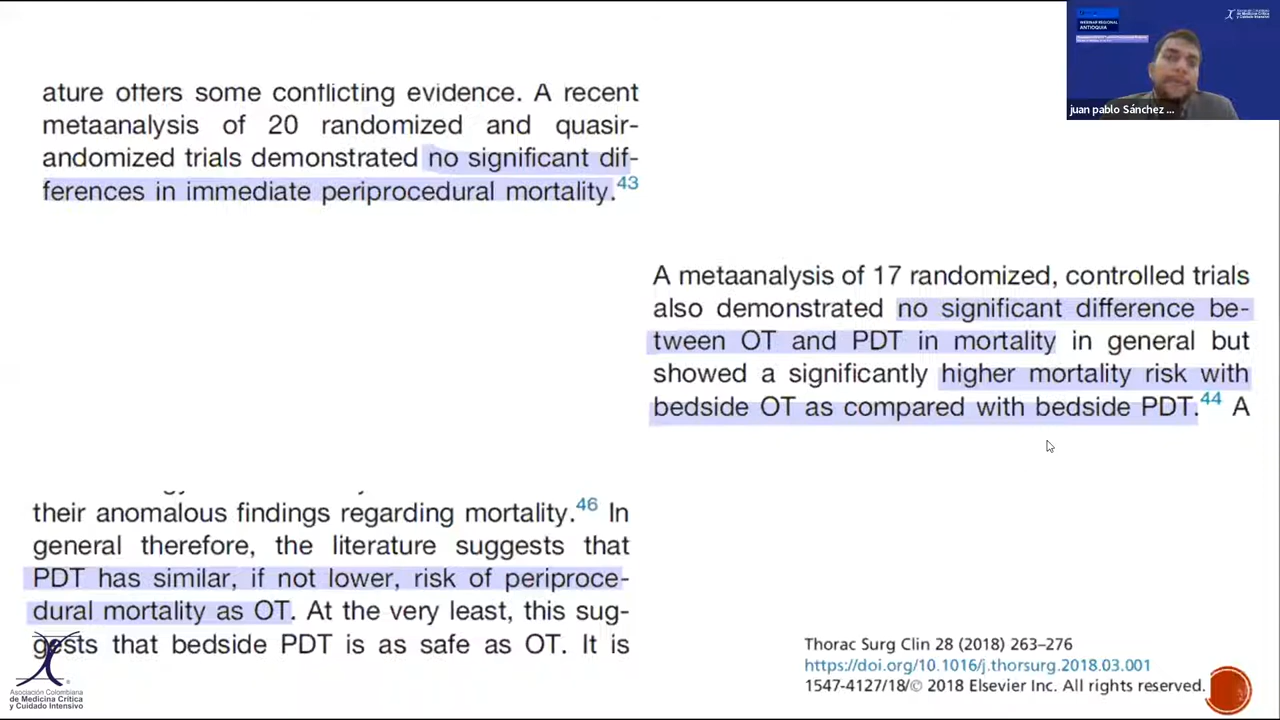 ature offers some conflicting evidence. A recent
metaanalysis of 20 randomized and quasir-
andomized trials demonstrated no significant dif-
ferences in immediate periprocedural mortality.43
A metaanalysis of 17 randomized, controlled trials
also demonstrated no significant difference be-
tween OT and PDT in mortality in general but
showed a significantly higher mortality risk with
bedside OT as compared with bedside PDT.44 A
their anomalous findings regarding mortality.46 In
general therefore, the literature suggests that
PDT has similar, if not lower, risk of periproce-
dural mortality as OT. At the very least, this sug-
gests that bedside PDT is as safe as OT. It is
Thorac Surg Clin 28 (2018) 263–276
https://doi.org/10.1016/j.thorsurg.2018.03.001
1547-4127/18/© 2018 Elsevier Inc. All rights reserved.
Asociación Colombiana
de Medicina Crítica
y Cuidado Intensivo
WEBINAR REGIONAL
ANTIOQUIA
juan pablo Sánchez ...